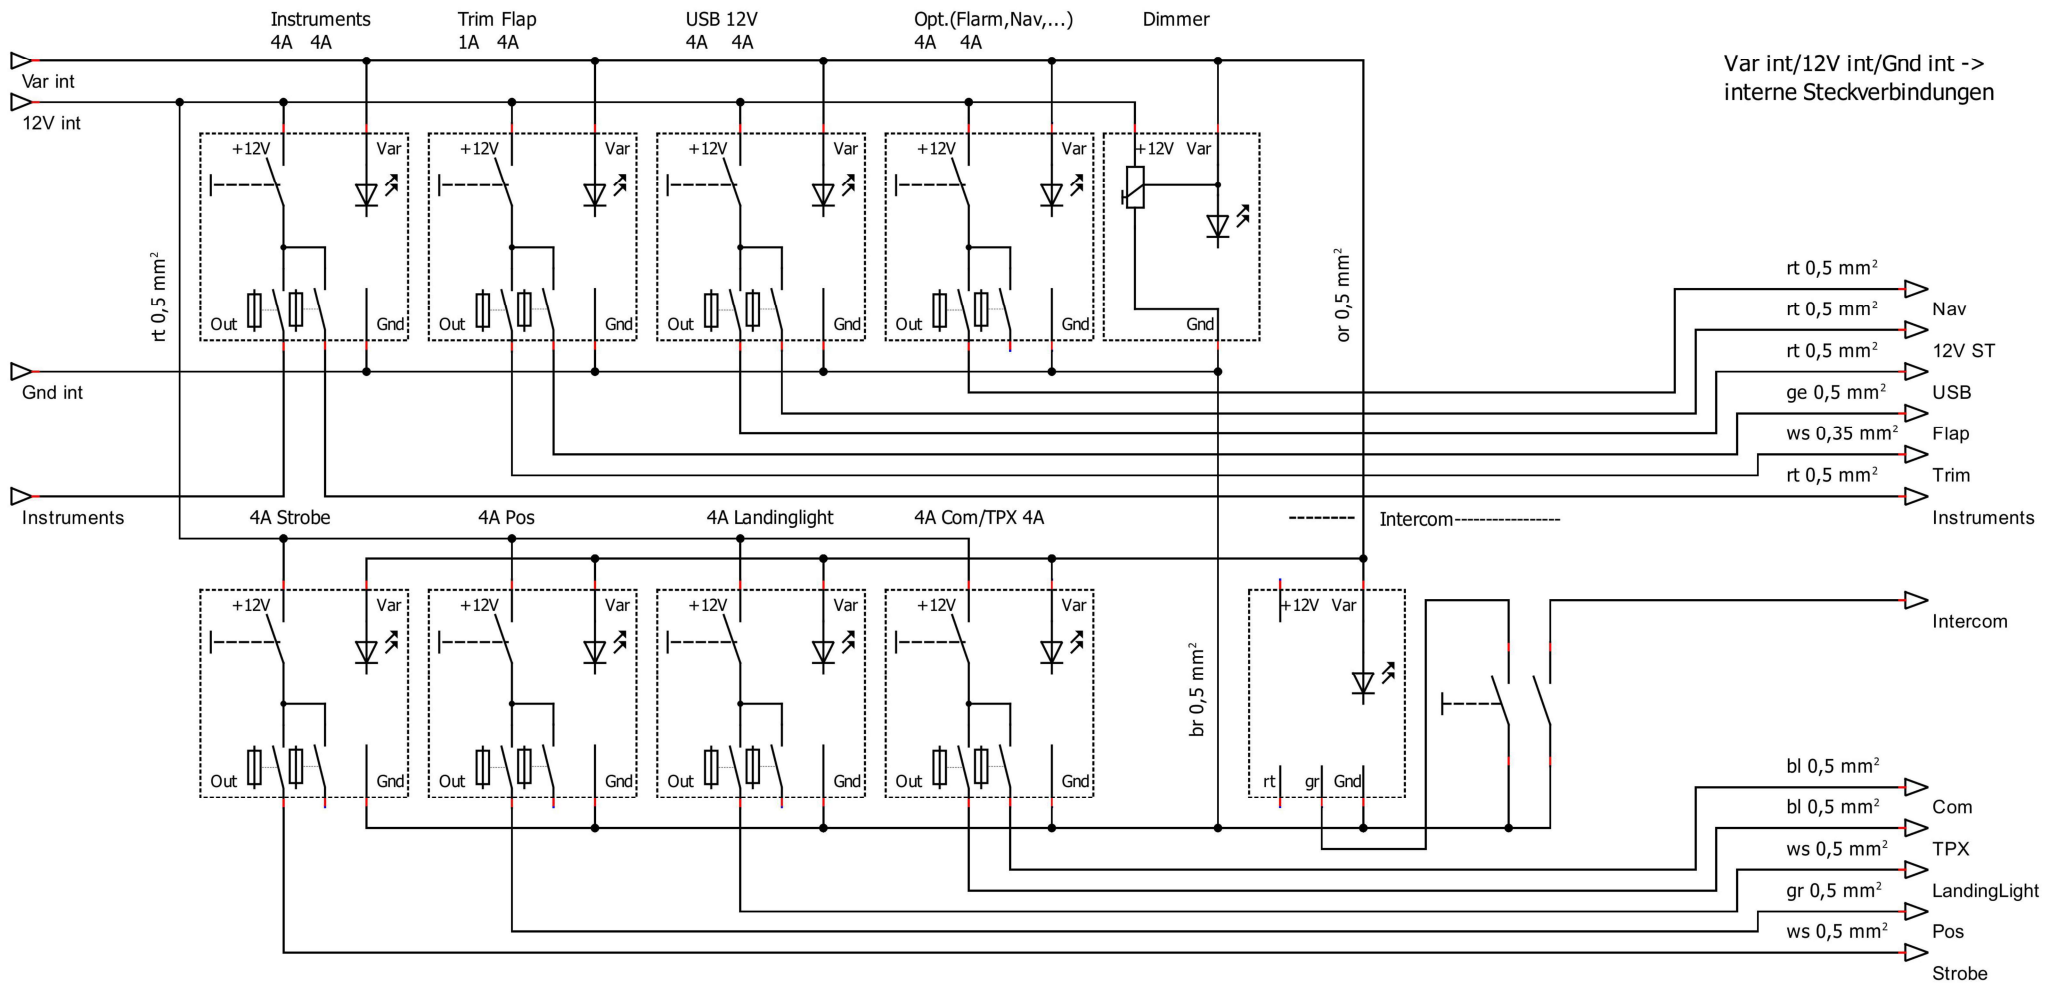 Instruments
4A 4A
Trim Flap
1A 4A
USB 12V
4A 4A
Opt.(Flarm,Nav,...)
4A 4A
Dimmer
Var int/12V int/Gnd int ->
interne Steckverbindungen
Var int
12V int
+12V Var
+12V Var
+12V Var
+12V Var
+12V Var
rt 0,5 mm²
or 0,5 mm²
Out Gnd
Out Gnd
Out Gnd
Out Gnd
Gnd
Gnd int
rt 0,5 mm²
Nav
rt 0,5 mm²
12V ST
rt 0,5 mm²
USB
ge 0,5 mm²
Flap
ws 0,35 mm²
Trim
rt 0,5 mm²
Instruments
Instruments
4A Strobe
4A Pos
4A Landinglight
4A Com/TPX 4A
------- Intercom-----------------
+12V Var
+12V Var
+12V Var
+12V Var
+12V Var
Intercom
br 0,5 mm²
Out Gnd
Out Gnd
Out Gnd
Out Gnd
rt gr Gnd
bl 0,5 mm²
Com
bl 0,5 mm²
TPX
ws 0,5 mm²
LandingLight
gr 0,5 mm²
Pos
ws 0,5 mm²
Strobe